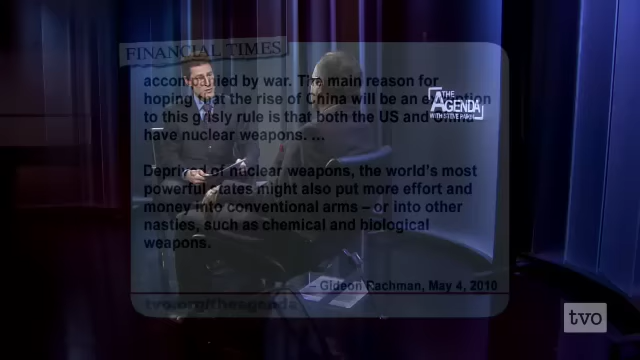 FINANCIAL TIMES
accompanied by war. The main reason for
hoping that the rise of China will be an exception
to this grisly rule is that both the US and China
have nuclear weapons. ...
Deprived of nuclear weapons, the world's most
powerful states might also put more effort and
money into conventional arms – or into other
nasties, such as chemical and biological
weapons.
– Gideon Rachman, May 4, 2010
tvo.org/theagenda
THE
AGENDA
WITH STEVE PAIKIN
tvo